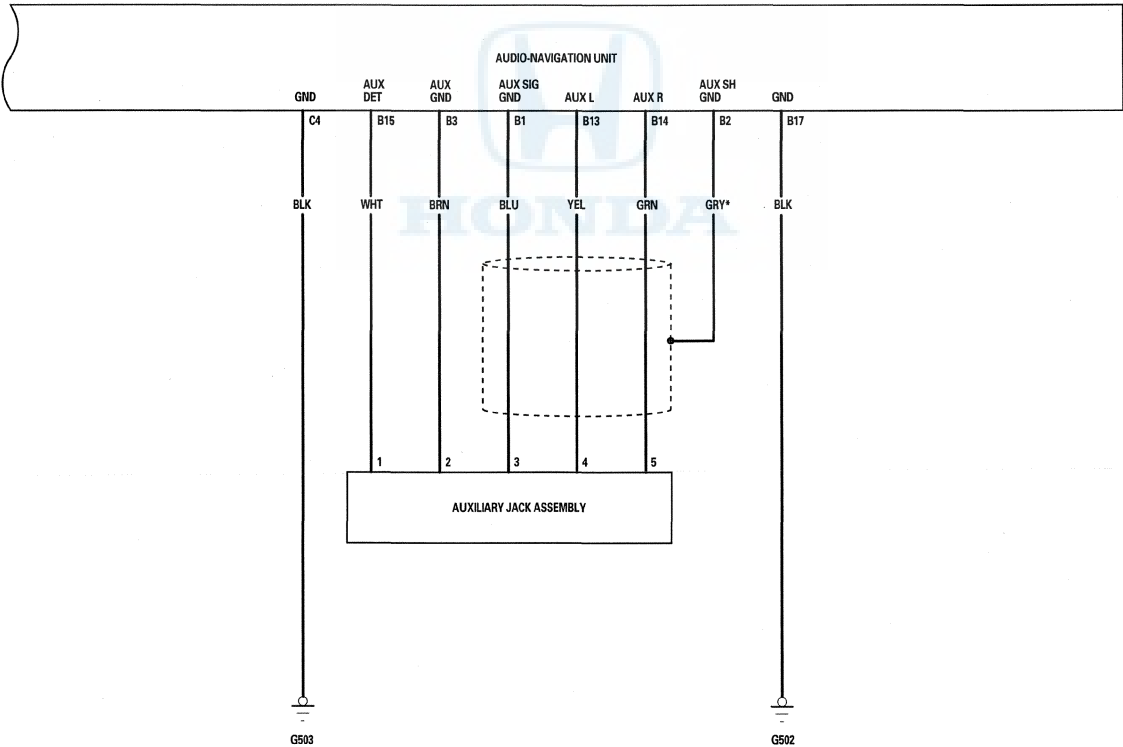 AUDIO-NAVIGATION UNIT
GND
AUX DET
AUX GND
AUX SIG GND
AUX L
AUX R
AUX SH GND
GND
C4
B15
B3
B1
B13
B14
B2
B17
BLK
WHT
BRN
BLU
YEL
GRN
GRY*
BLK
HONDA
1
2
3
4
5
AUXILIARY JACK ASSEMBLY
G503
G502